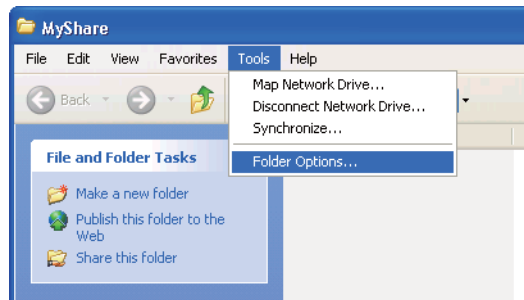 MyShare
File Edit View Favorites Tools Help
Map Network Drive...
Disconnect Network Drive...
Synchronize...
Folder Options...
Back
File and Folder Tasks
Make a new folder
Publish this folder to the
Web
Share this folder